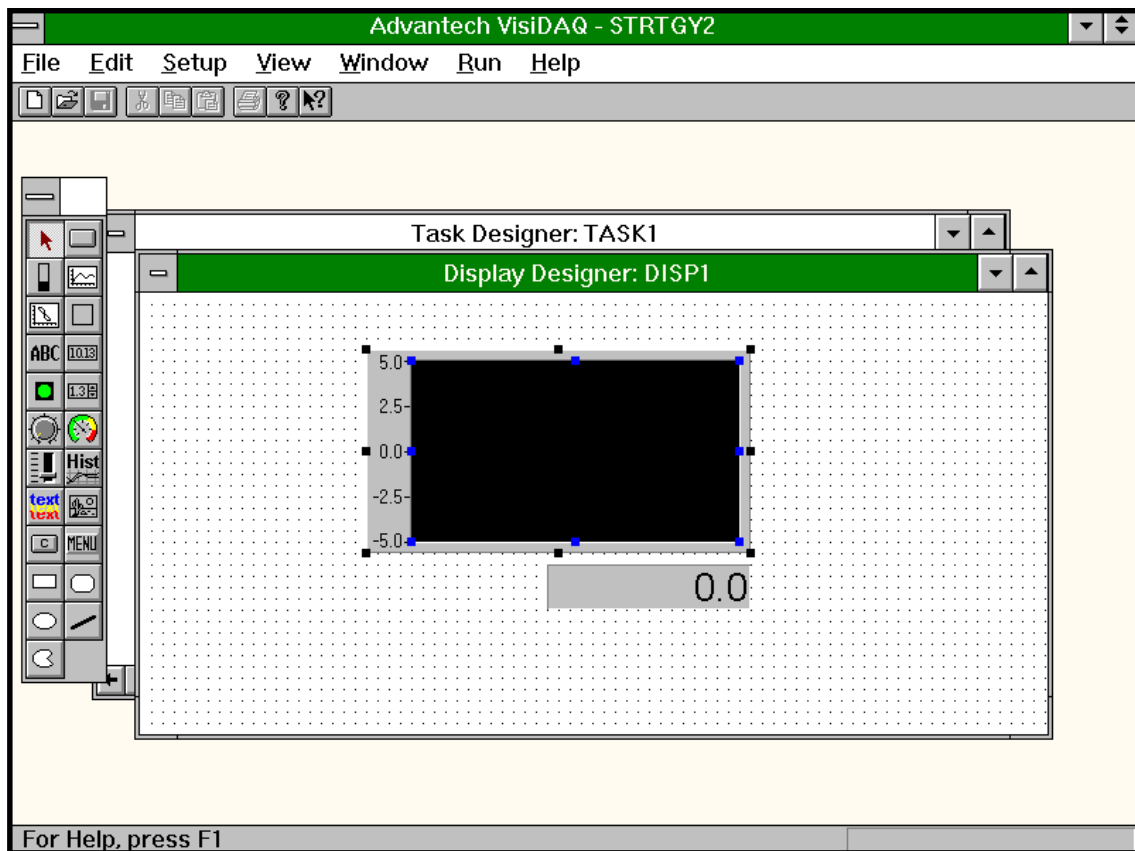 Advantech VisiDAQ - STRTGY2
File Edit Setup View Window Run Help
Task Designer: TASK1
Display Designer: DISP1
ABC 10.13
1.3
Hist
text
text
C MENU
5.0
2.5
0.0
-2.5
-5.0
0.0
For Help, press F1